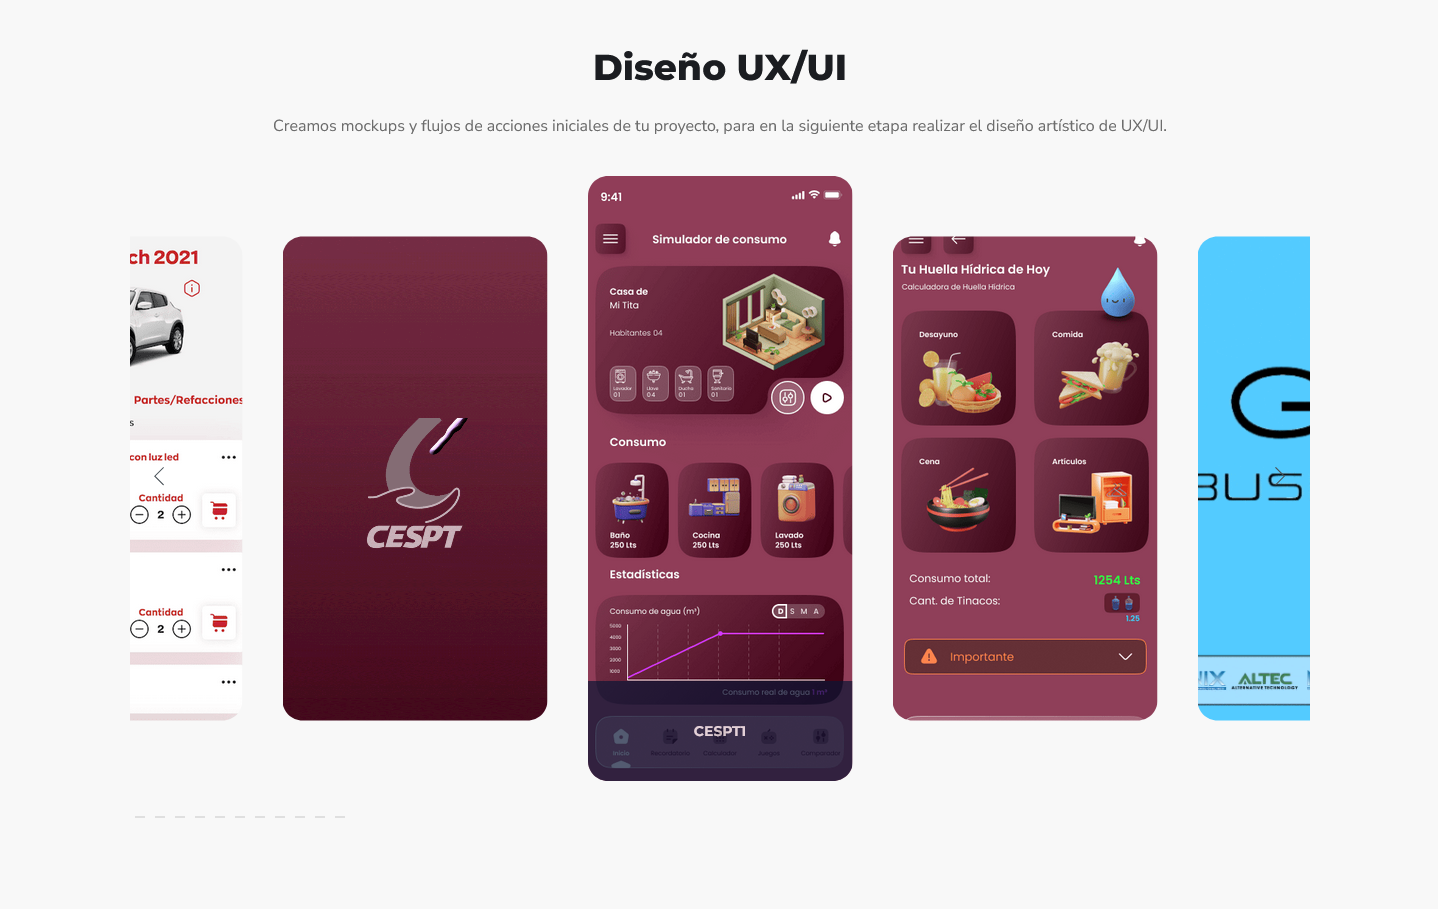 Diseño UX/UI
Creamos mockups y flujos de acciones iniciales de tu proyecto, para en la siguiente etapa realizar el diseño artístico de UX/UI.
ch 2021
Partes/Refacciones
s
con luz led
Cantidad
2
Cantidad
2
CESPT
9:41
Simulador de consumo
Casa de
Mi Tita
Habitantes 04
Lavador Llave Ducha Sanitario
01 04 01 01
Consumo
Baño
250 Lts
Cocina
250 Lts
Lavado
250 Lts
Estadísticas
Consumo de agua (m³)
D S M A
5000
4000
3000
2000
1000
Consumo real de agua 1 m³
CESPT1
Inicio
Juegos
Tu Huella Hídrica de Hoy
Calculadora de Huella Hídrica
Desayuno
Comida
Cena
Artículos
Consumo total: 1254 Lts
Cant. de Tinacos:
1.25
Importante
G
BUS
IX ALTEC
ALTERNATIVE TECHNOLOGY